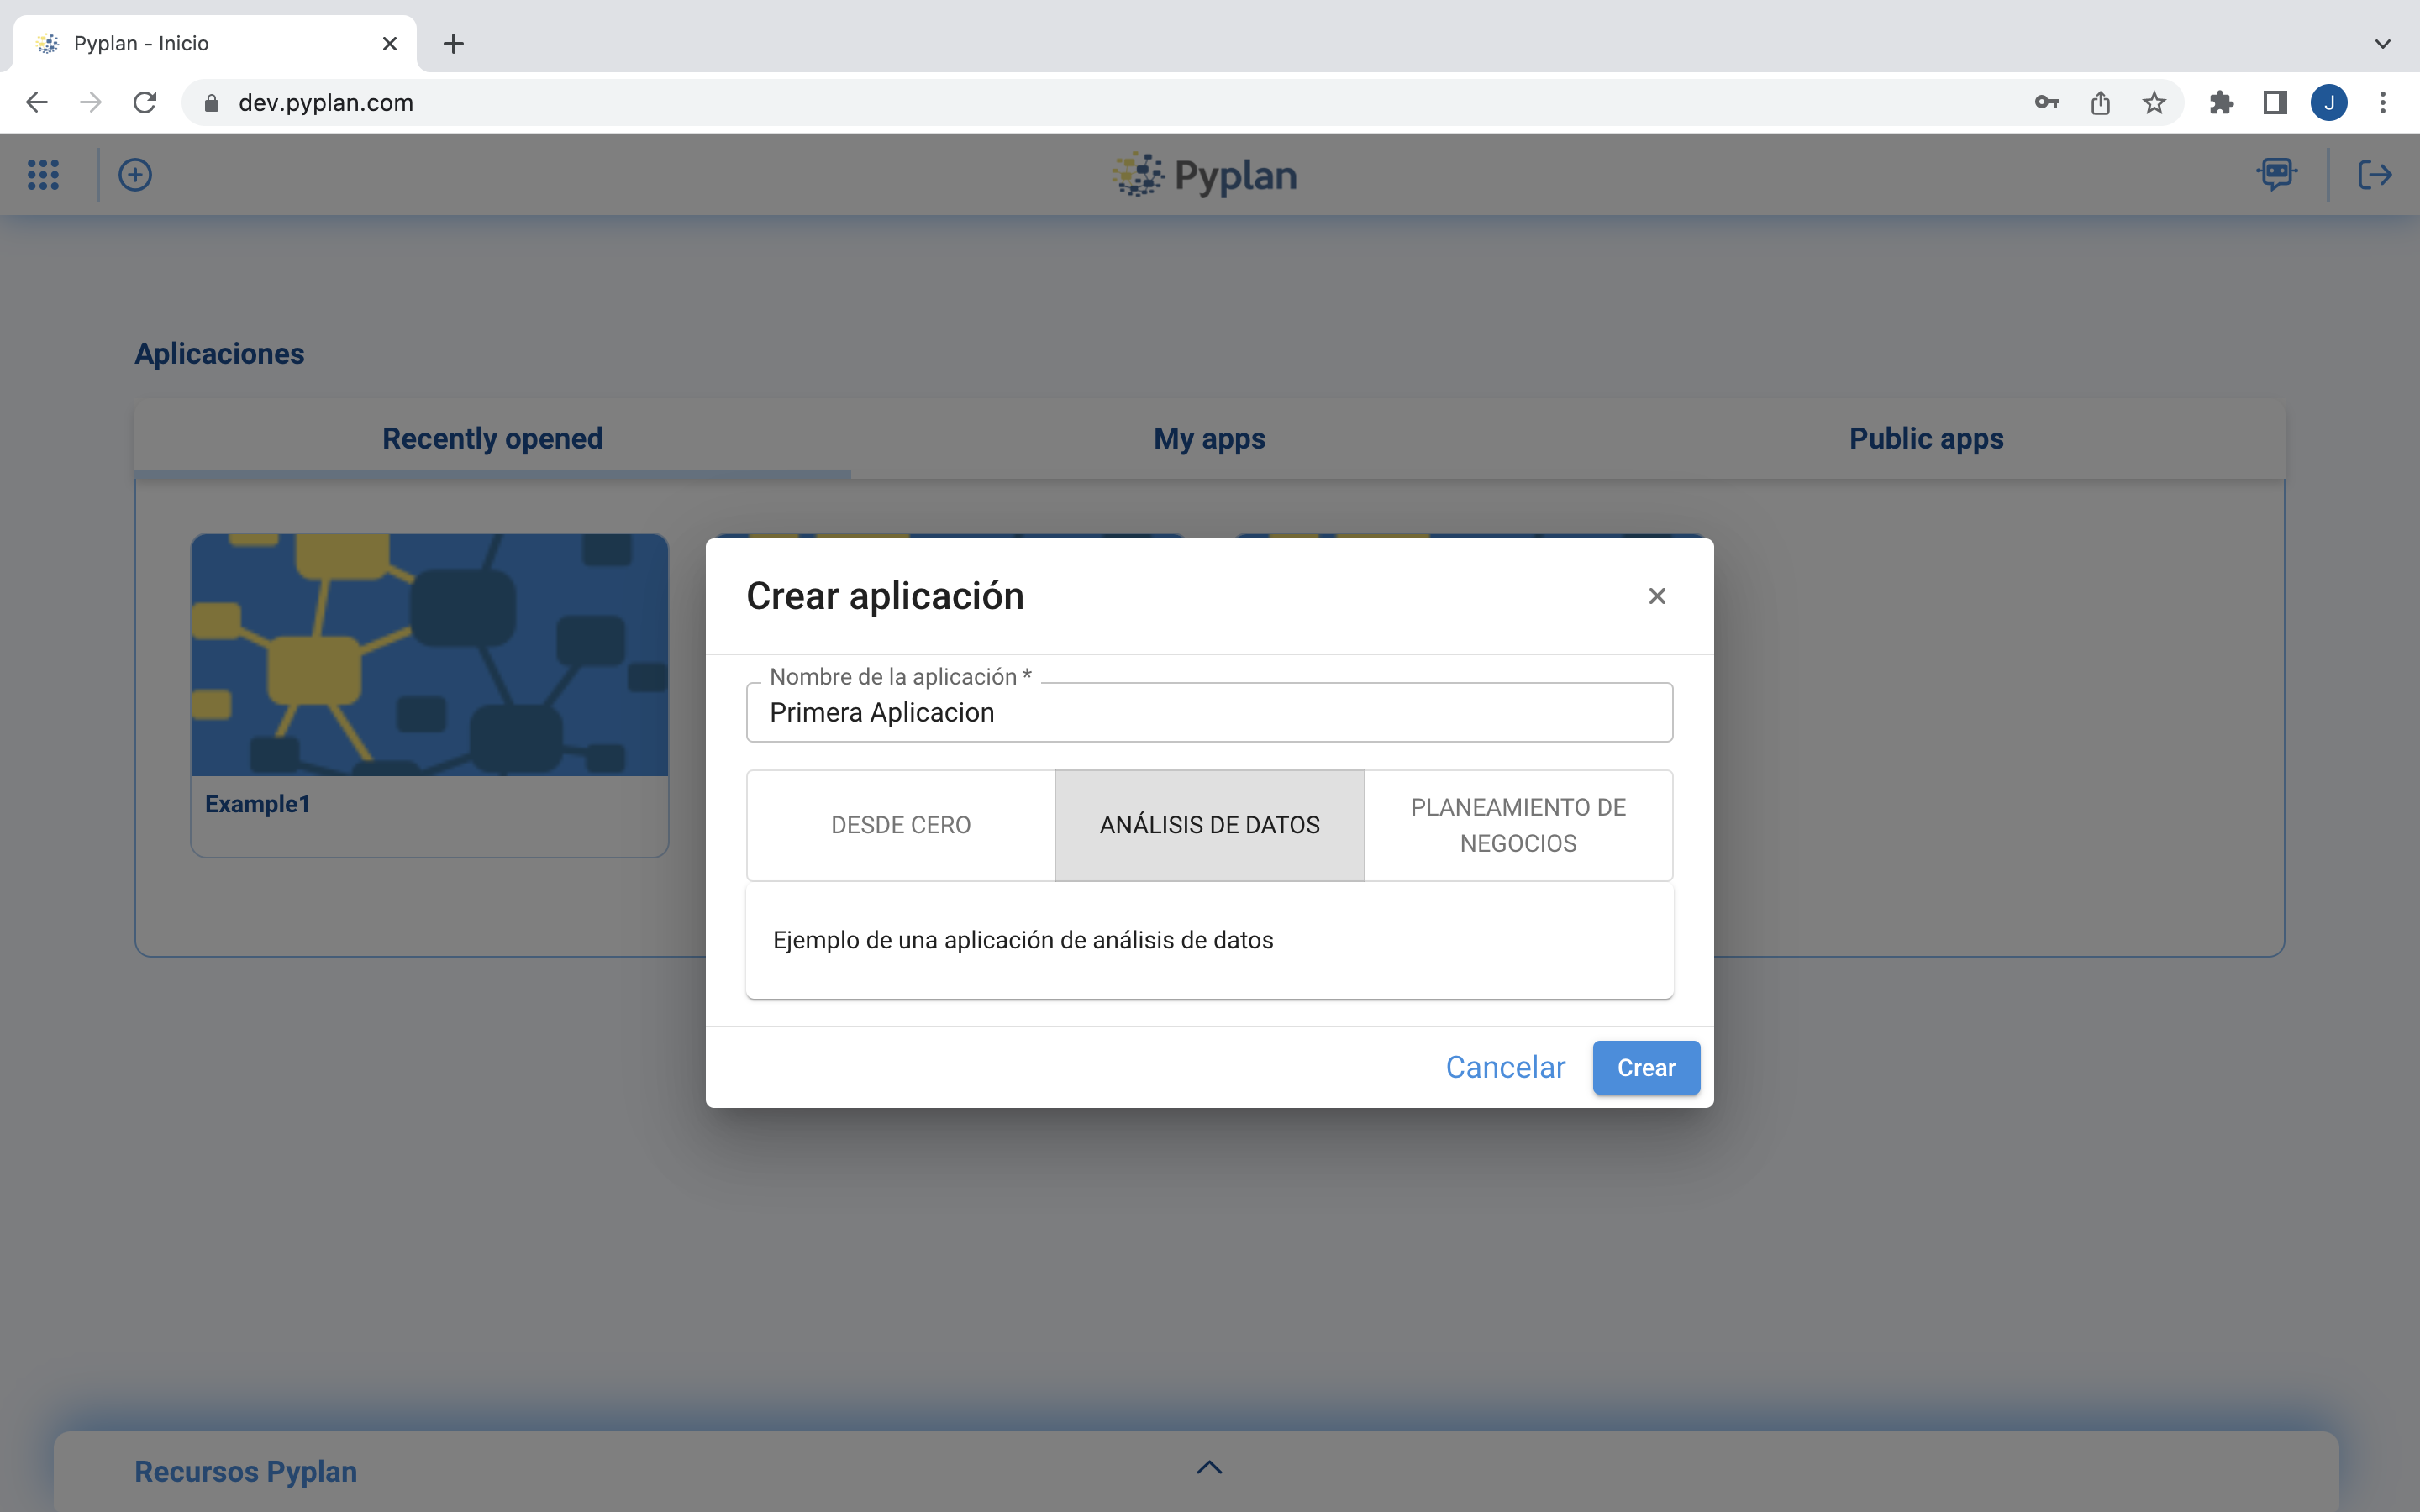 Pyplan - Inicio
dev.pyplan.com
J
Pyplan
Aplicaciones
Recently opened
My apps
Public apps
Example1
Crear aplicación
Nombre de la aplicación *
Primera Aplicacion
DESDE CERO
ANÁLISIS DE DATOS
PLANEAMIENTO DE
NEGOCIOS
Ejemplo de una aplicación de análisis de datos
Cancelar
Crear
Recursos Pyplan